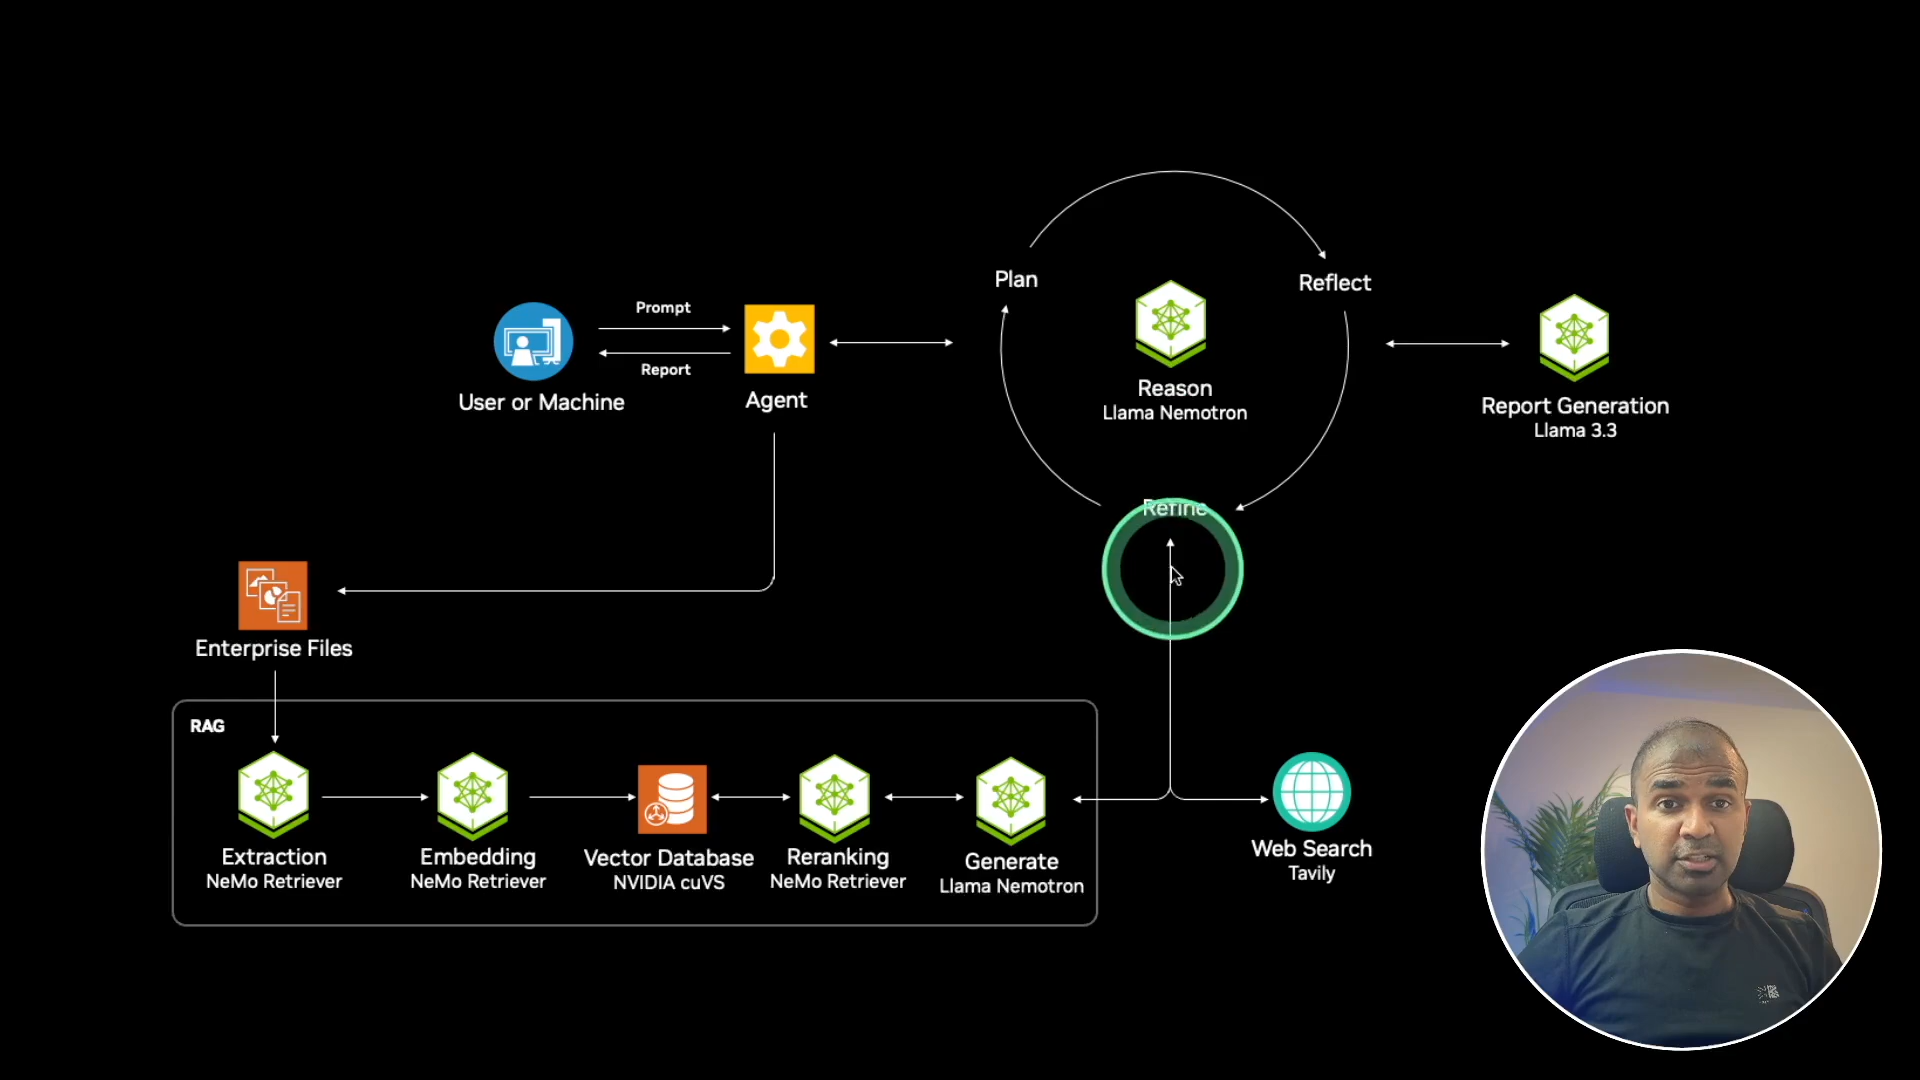 Plan
Reflect
Prompt
Report
User or Machine
Agent
Reason
Llama Nemotron
Report Generation
Llama 3.3
Refine
Enterprise Files
RAG
Extraction
NeMo Retriever
Embedding
NeMo Retriever
Vector Database
NVIDIA cuVS
Reranking
NeMo Retriever
Generate
Llama Nemotron
Web Search
Tavily